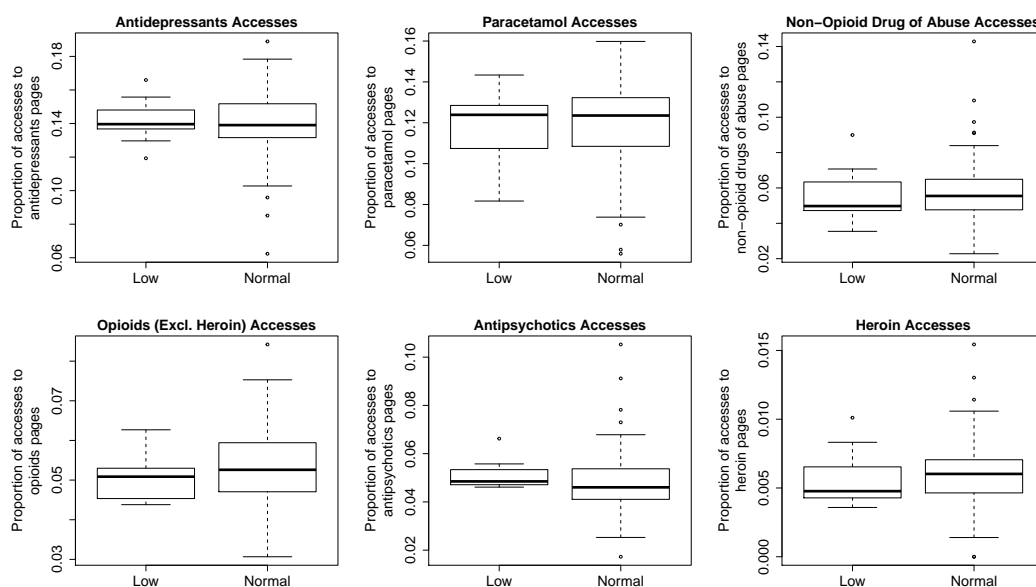 Antidepressants Accesses
Proportion of accesses to
antidepressants pages
0.18
0.14
0.10
0.06
Low
Normal
Paracetamol Accesses
Proportion of accesses to
paracetamol pages
0.16
0.14
0.12
0.10
0.08
0.06
Low
Normal
Non−Opioid Drug of Abuse Accesses
Proportion of accesses to
non−opioid drugs of abuse pages
0.14
0.10
0.06
0.02
Low
Normal
Opioids (Excl. Heroin) Accesses
Proportion of accesses to
opioids pages
0.07
0.05
0.03
Low
Normal
Antipsychotics Accesses
Proportion of accesses to
antipsychotics pages
0.10
0.08
0.06
0.04
0.02
Low
Normal
Heroin Accesses
Proportion of accesses to
heroin pages
0.015
0.010
0.005
0.000
Low
Normal